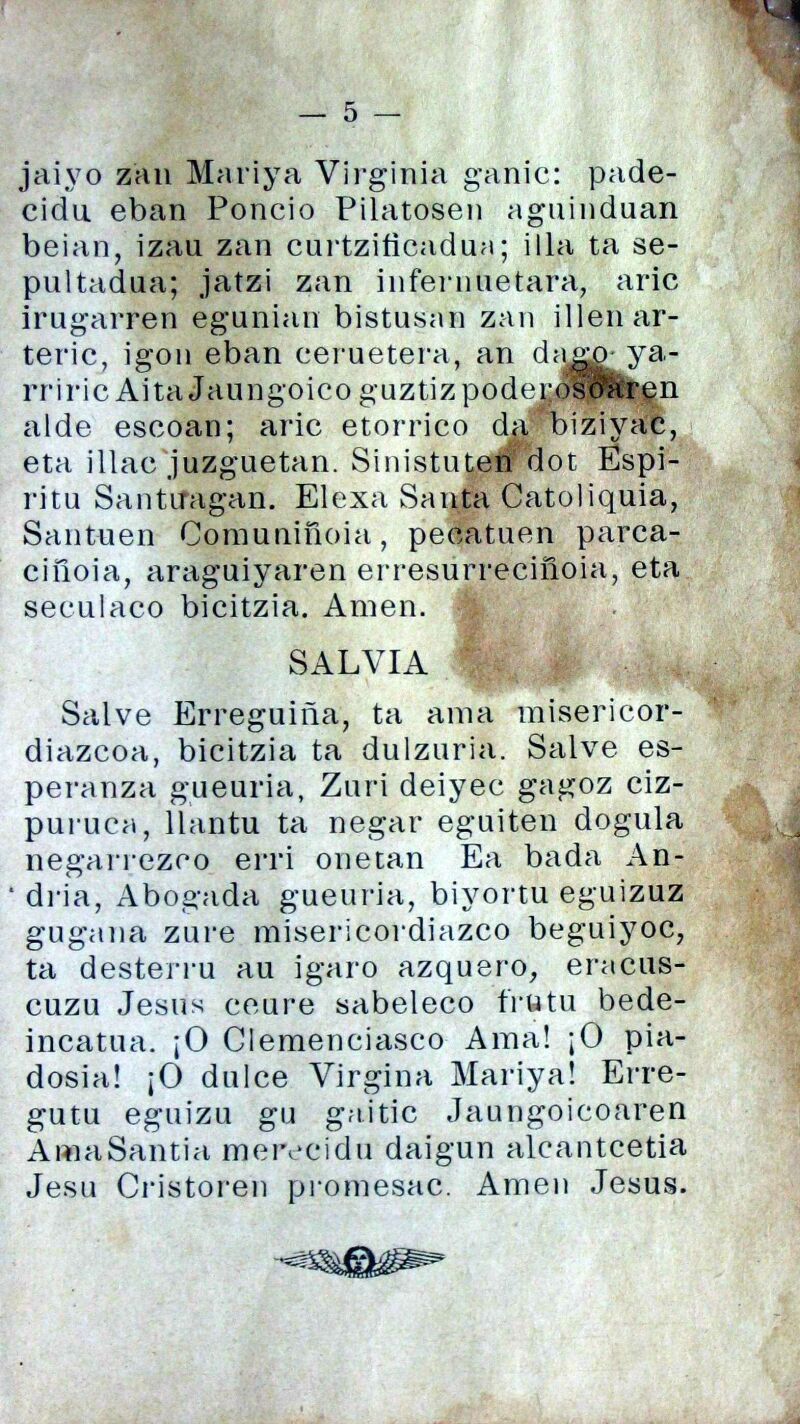 — 5 —
jaiyo zan Mariya Virginia ganic: pade-
cidu eban Poncio Pilatosen aguinduan
beian, izau zan curtzificadua; illa ta se-
pultadua; jatzi zan infernuetara, aric
irugarren egunian bistusan zan illen ar-
teric, igon eban ceruetera, an dago ya-
rriric Aita Jaungoico guztiz poderosoaren
alde escoan; aric etorrico da biziyac,
eta illac juzguetan. Sinistuten dot Espi-
ritu Santuagan. Elexa Santa Catoliquia,
Santuen Comuniñoia, pecatuen parca-
ciñoia, araguiyaren erresurreciñoia, eta
seculaco bicitzia. Amen.
SALVIA
Salve Erreguiña, ta ama misericor-
diazcoa, bicitzia ta dulzuria. Salve es-
peranza gueuria, Zuri deiyec gagoz ciz-
puruca, llantu ta negar eguiten dogula
negarrezco erri onetan Ea bada An-
dria, Abogada gueuria, biyortu eguizuz
gugana zure misericordiazco beguiyoc,
ta desterru au igaro azquero, eracus-
cuzu Jesus ceure sabeleco frutu bede-
incatua. ¡O Clemenciasco Ama! ¡O pia-
dosia! ¡O dulce Virgina Mariya! Erre-
gutu eguizu gu gaitic Jaungoicoaren
Ama Santia merecidu daigun alcantcetia
Jesu Cristoren promesac. Amen Jesus.